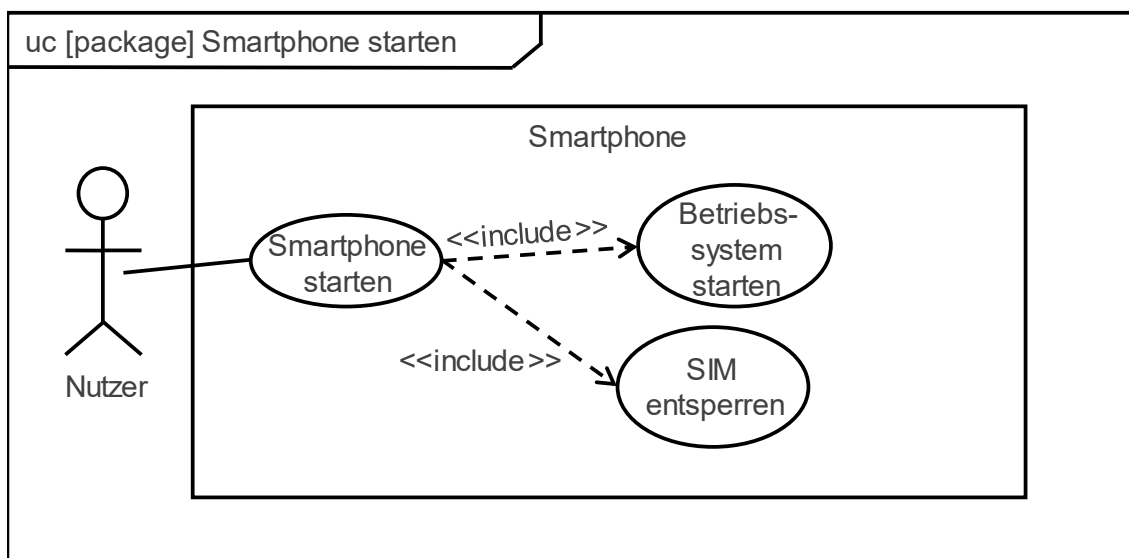 uc [package] Smartphone starten
Smartphone
Smartphone
starten
<<include>>
Betriebs-
system
starten
<<include>>
SIM
entsperren
Nutzer